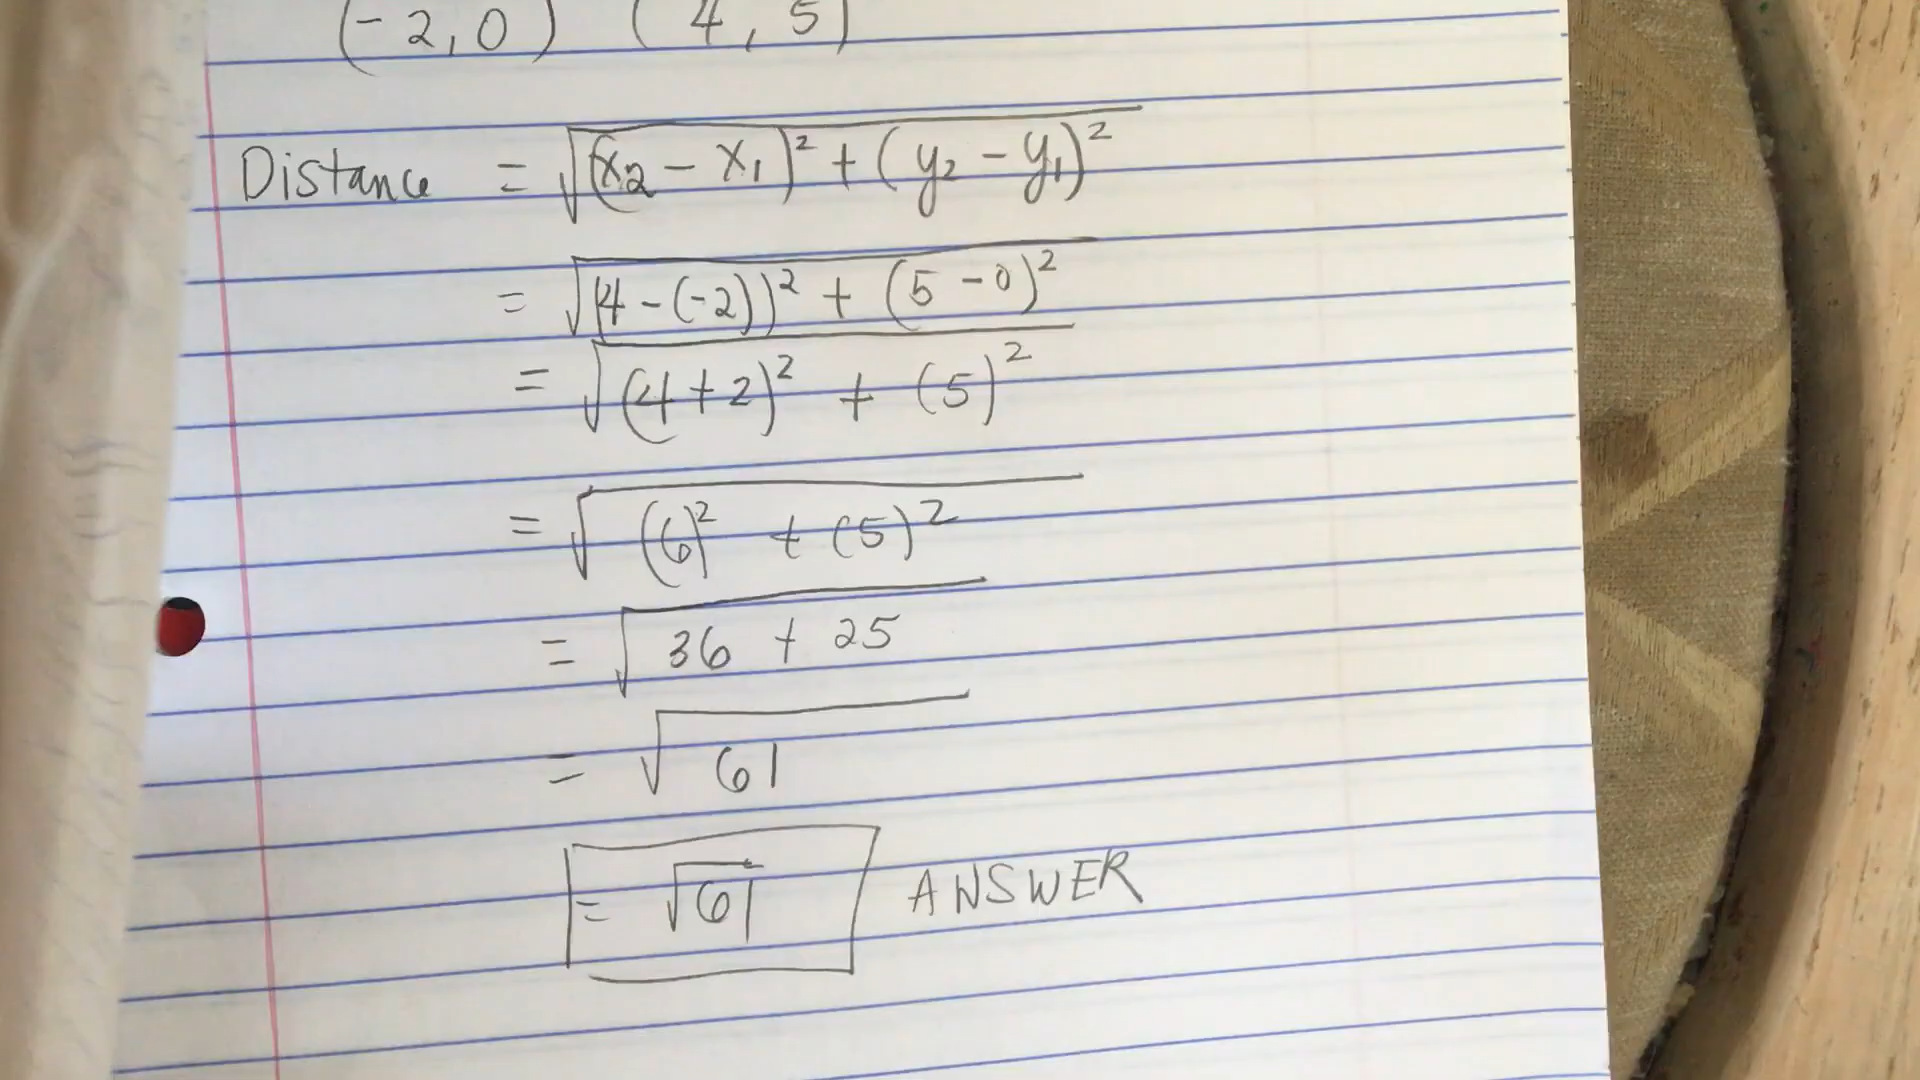 (-2,0) (4,5)
Distance = √(x₂ - x₁)² + (y₂ - y₁)²
= √(4 - (-2))² + (5 - 0)²
= √(4 + 2)² + (5)²
= √(6)² + (5)²
= √36 + 25
= √61
= √61 ANSWER